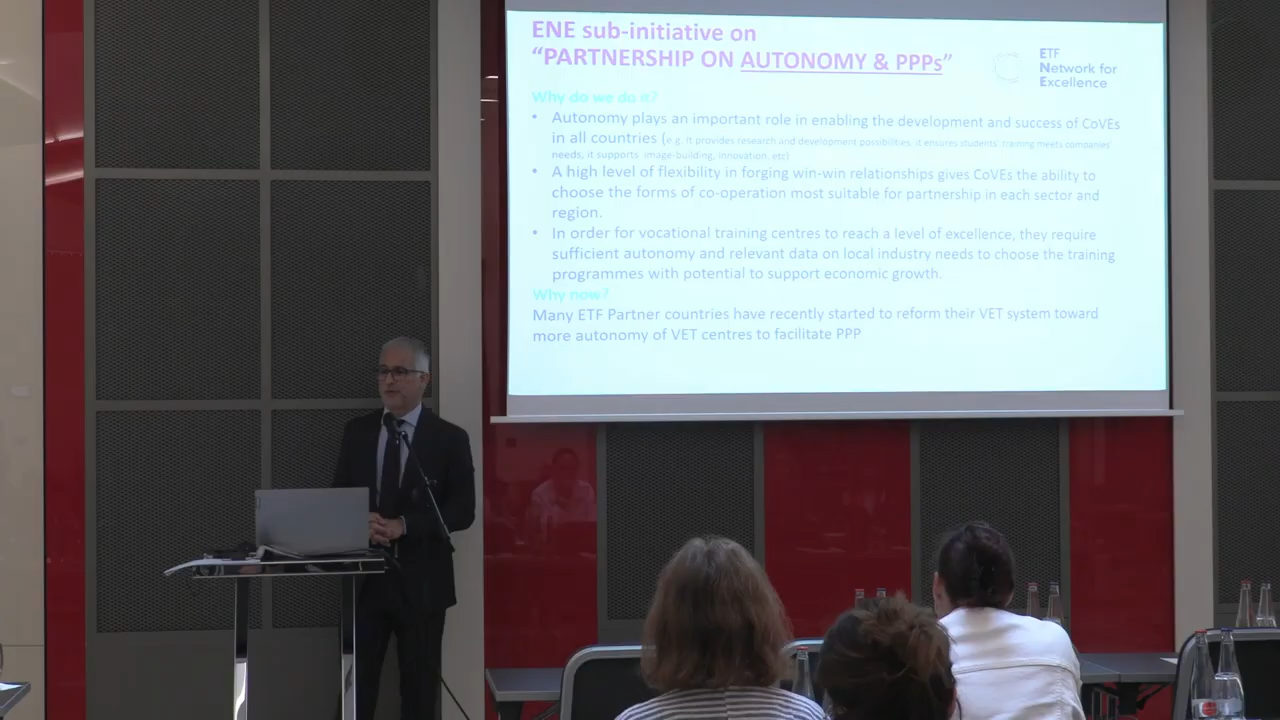 ENE sub-initiative on
“PARTNERSHIP ON AUTONOMY & PPPs”
ETF
Network for
Excellence
Why do we do it?
• Autonomy plays an important role in enabling the development and success of CoVEs
in all countries (e.g. it provides research and development possibilities, it ensures students' training meets companies'
needs, it supports image-building, innovation, etc)
• A high level of flexibility in forging win-win relationships gives CoVEs the ability to
choose the forms of co-operation most suitable for partnership in each sector and
region.
• In order for vocational training centres to reach a level of excellence, they require
sufficient autonomy and relevant data on local industry needs to choose the training
programmes with potential to support economic growth.
Why now?
Many ETF Partner countries have recently started to reform their VET system toward
more autonomy of VET centres to facilitate PPP